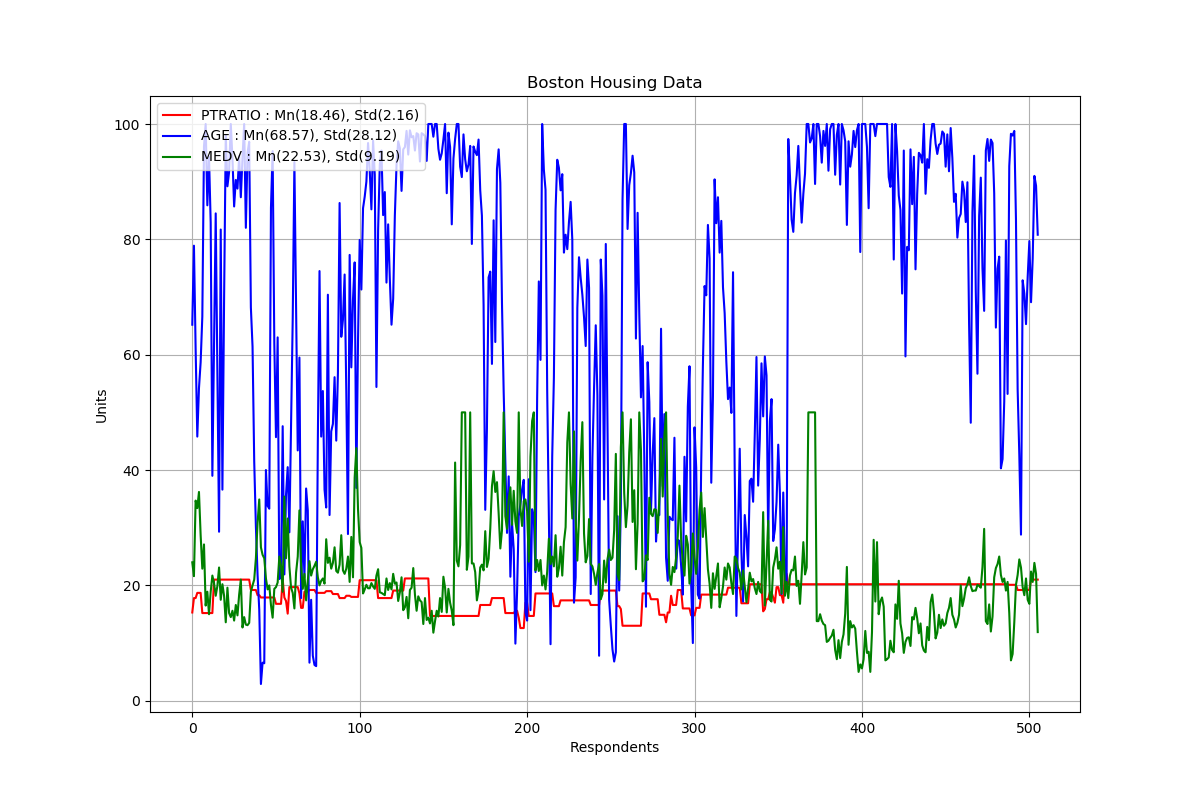 Boston Housing Data
PTRATIO : Mn(18.46), Std(2.16)
AGE : Mn(68.57), Std(28.12)
MEDV : Mn(22.53), Std(9.19)
100
80
60
40
20
0
Units
0 100 200 300 400 500
Respondents